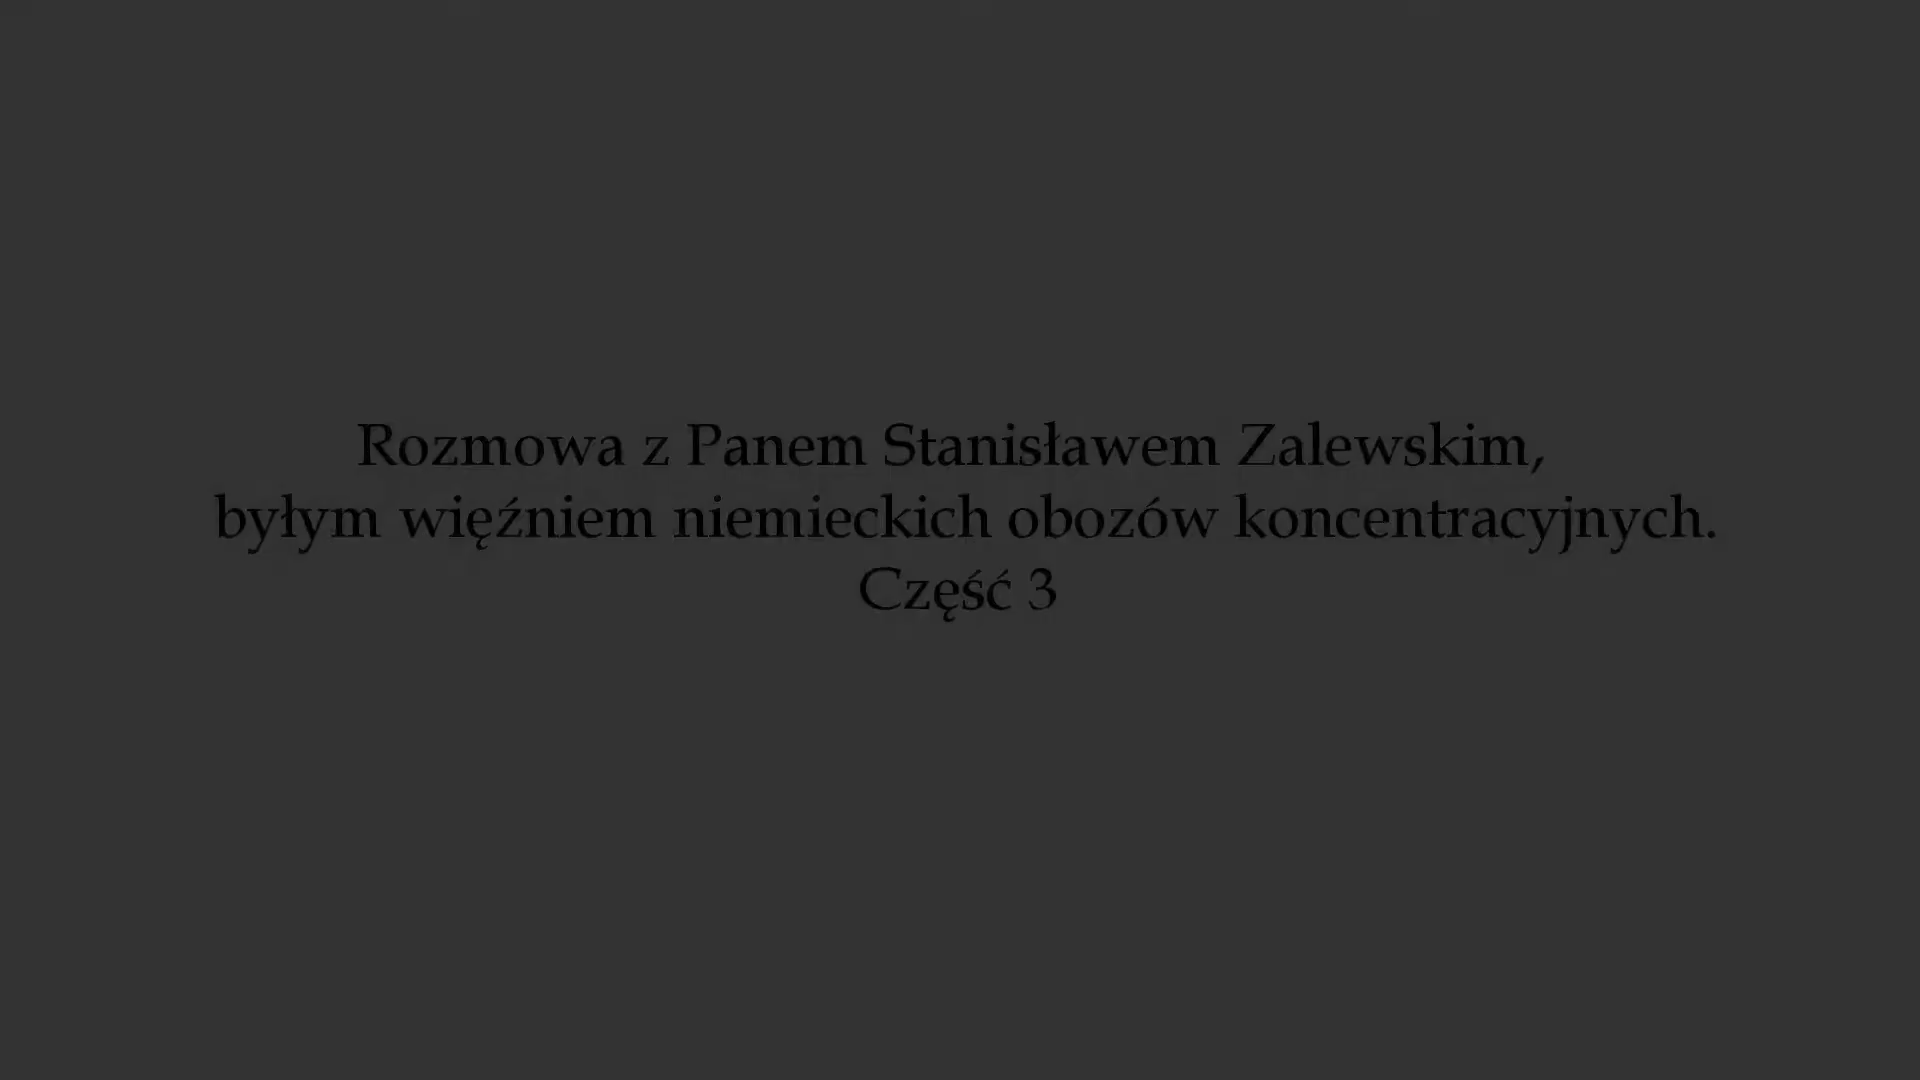 Rozmowa z Panem Stanisławem Zalewskim,
byłym więźniem niemieckich obozów koncentracyjnych.
Część 3